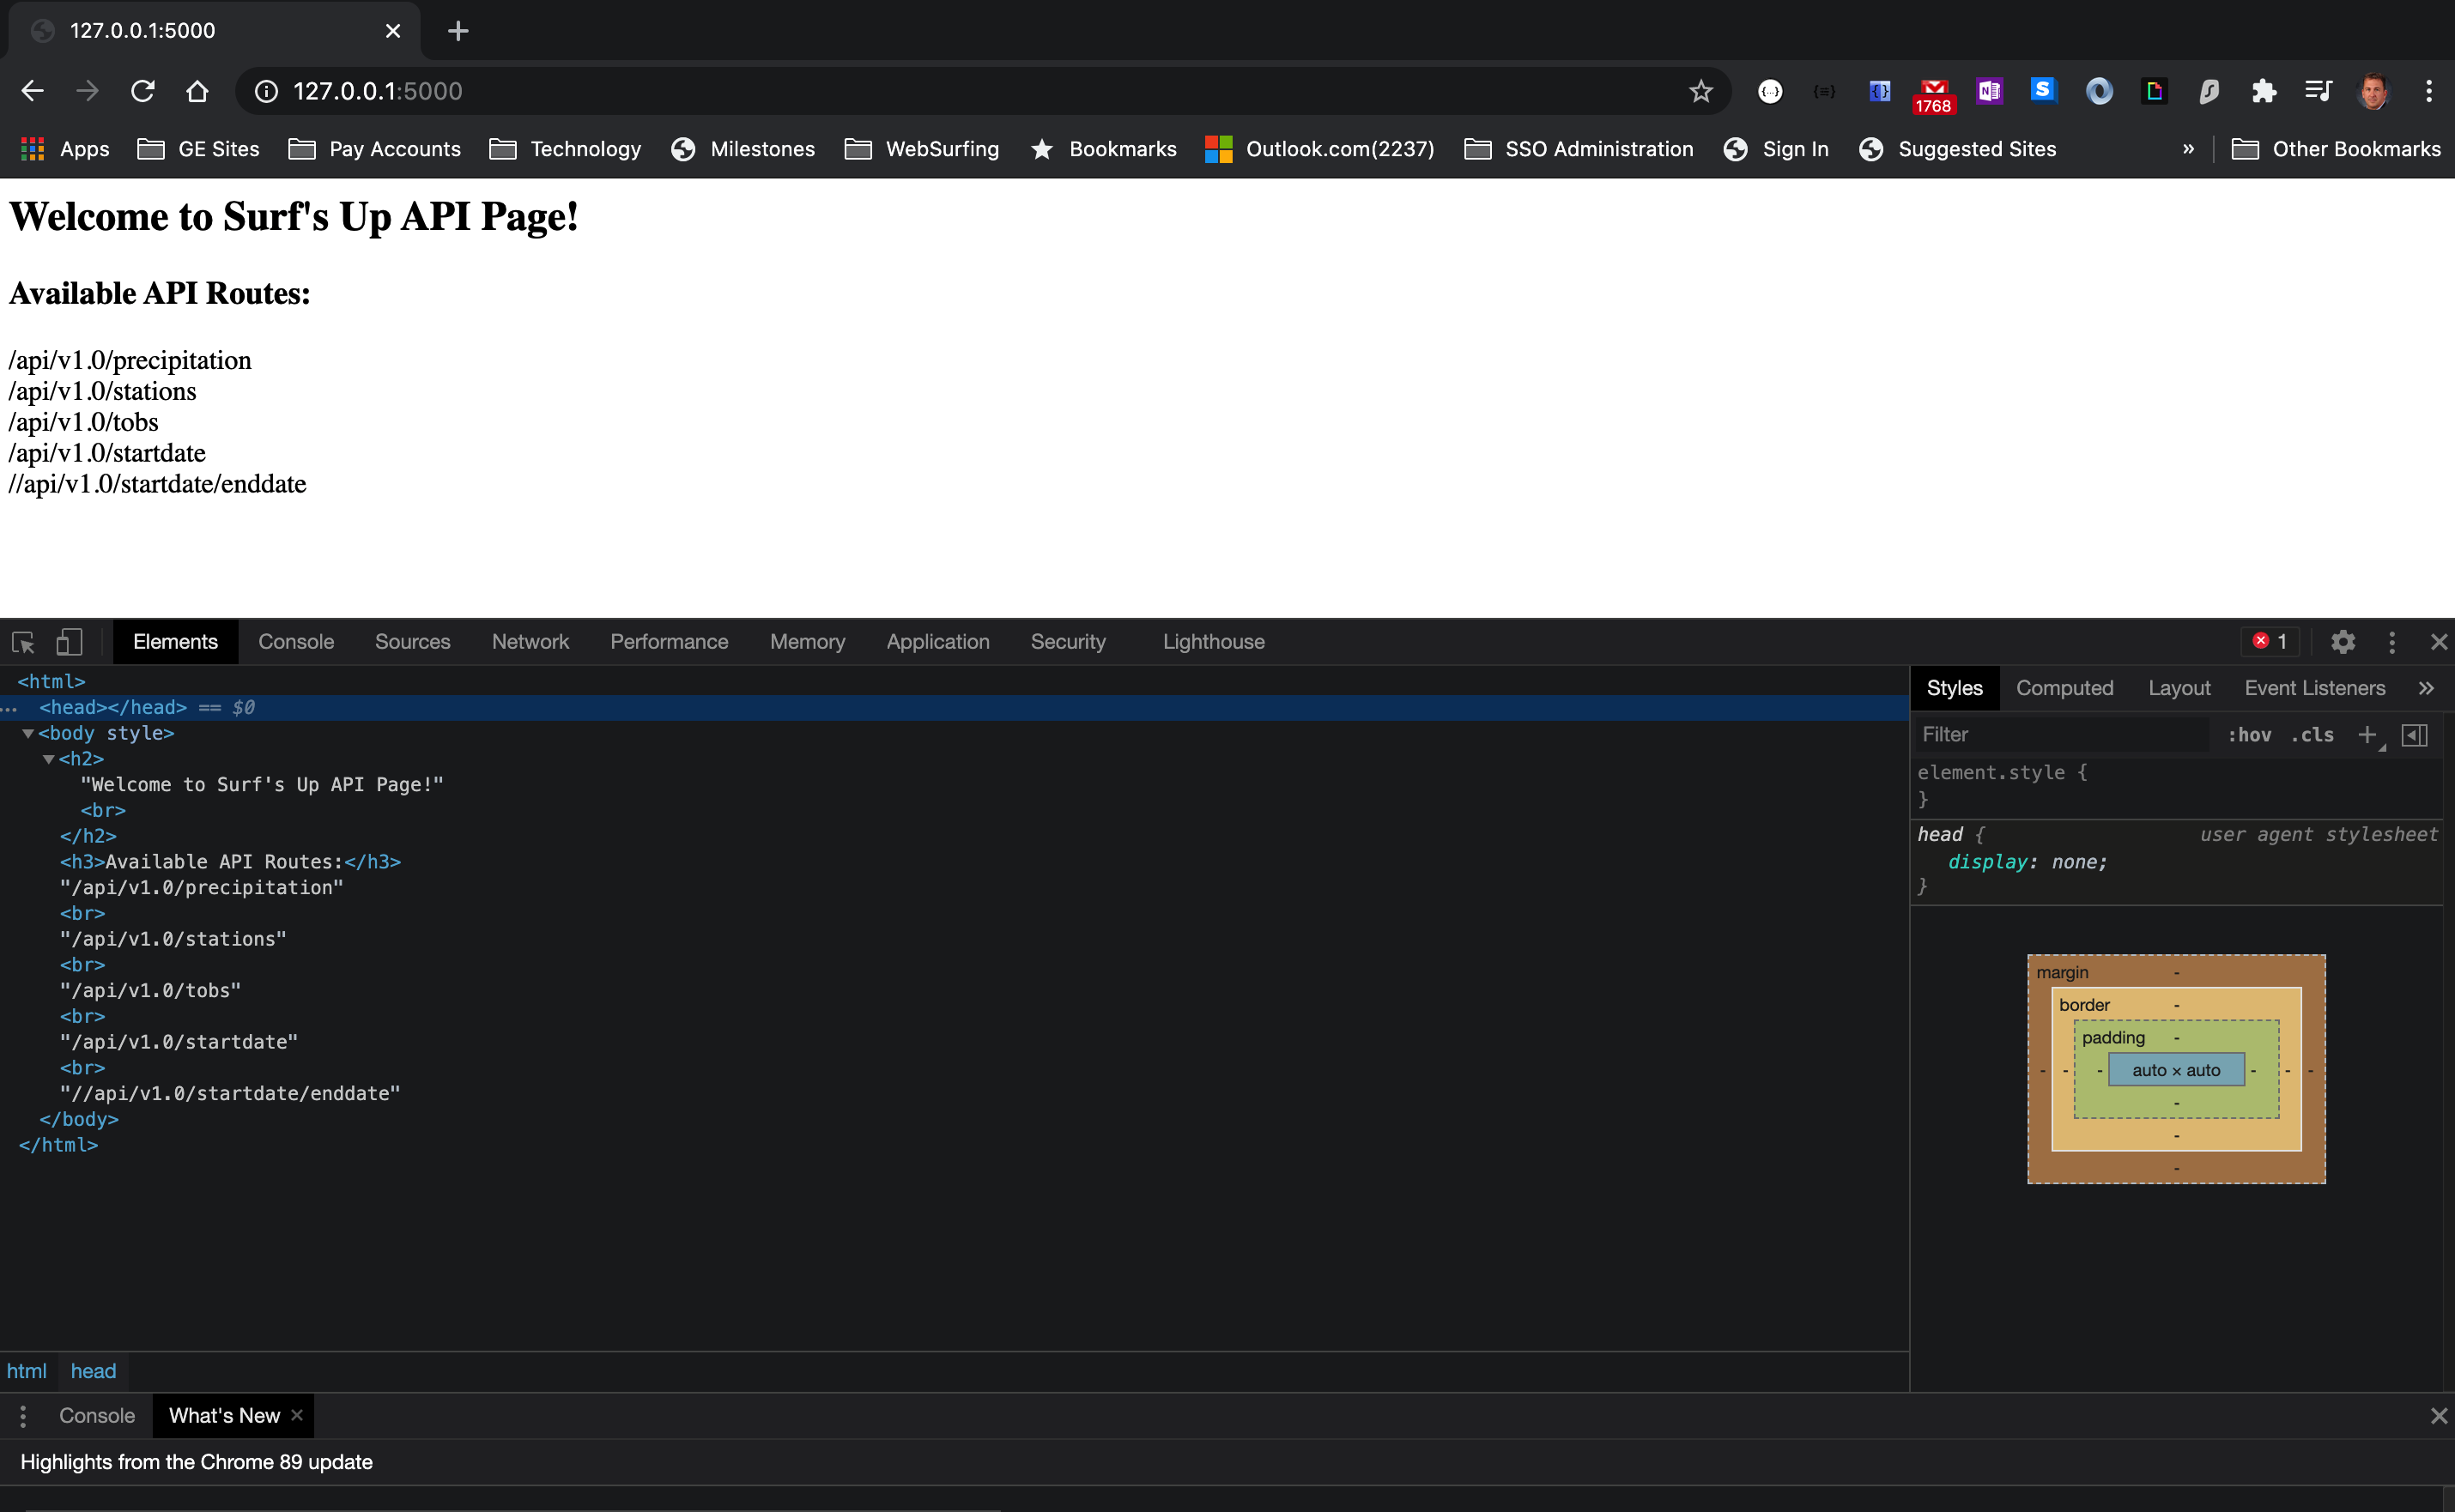 127.0.0.1:5000
127.0.0.1:5000
1768
Apps GE Sites Pay Accounts Technology Milestones WebSurfing Bookmarks Outlook.com(2237) SSO Administration Sign In Suggested Sites » Other Bookmarks
Welcome to Surf's Up API Page!
Available API Routes:
/api/v1.0/precipitation
/api/v1.0/stations
/api/v1.0/tobs
/api/v1.0/startdate
//api/v1.0/startdate/enddate
Elements Console Sources Network Performance Memory Application Security Lighthouse 1
<html>
<head></head> == $0
<body style>
<h2>
"Welcome to Surf's Up API Page!"
<br>
</h2>
<h3>Available API Routes:</h3>
"/api/v1.0/precipitation"
<br>
"/api/v1.0/stations"
<br>
"/api/v1.0/tobs"
<br>
"/api/v1.0/startdate"
<br>
"//api/v1.0/startdate/enddate"
</body>
</html>
html head
Styles Computed Layout Event Listeners »
Filter :hov .cls +
element.style {
}
head { user agent stylesheet
display: none;
}
margin -
border -
padding -
- - - auto × auto - - -
-
-
-
Console What's New
Highlights from the Chrome 89 update